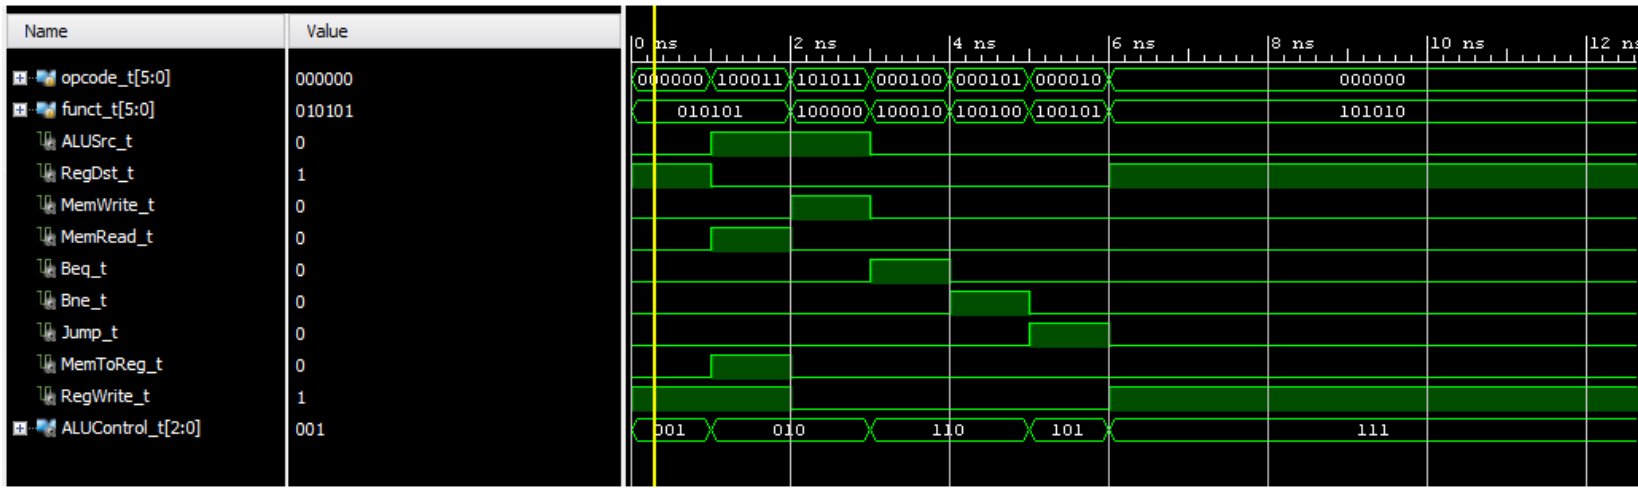 Name Value
0 ns 2 ns 4 ns 6 ns 8 ns 10 ns 12 ns
opcode_t[5:0] 000000 000000 100011 101011 000100 000101 000010 000000
funct_t[5:0] 010101 010101 100000 100010 100100 100101 101010
ALUSrc_t 0
RegDst_t 1
MemWrite_t 0
MemRead_t 0
Beq_t 0
Bne_t 0
Jump_t 0
MemToReg_t 0
RegWrite_t 1
ALUControl_t[2:0] 001 001 010 110 101 111